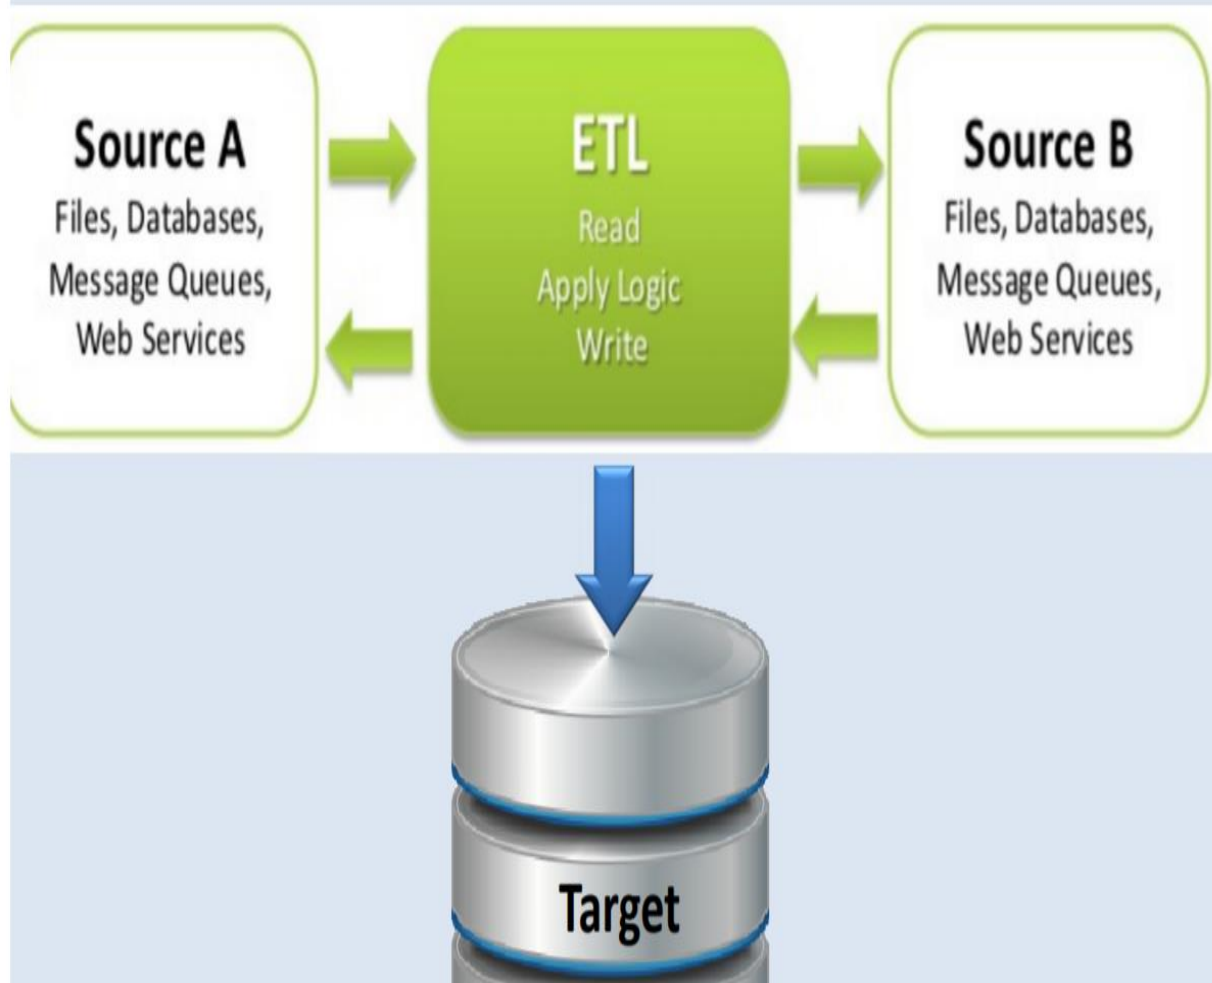 Source A
Files, Databases,
Message Queues,
Web Services
ETL
Read
Apply Logic
Write
Source B
Files, Databases,
Message Queues,
Web Services
Target